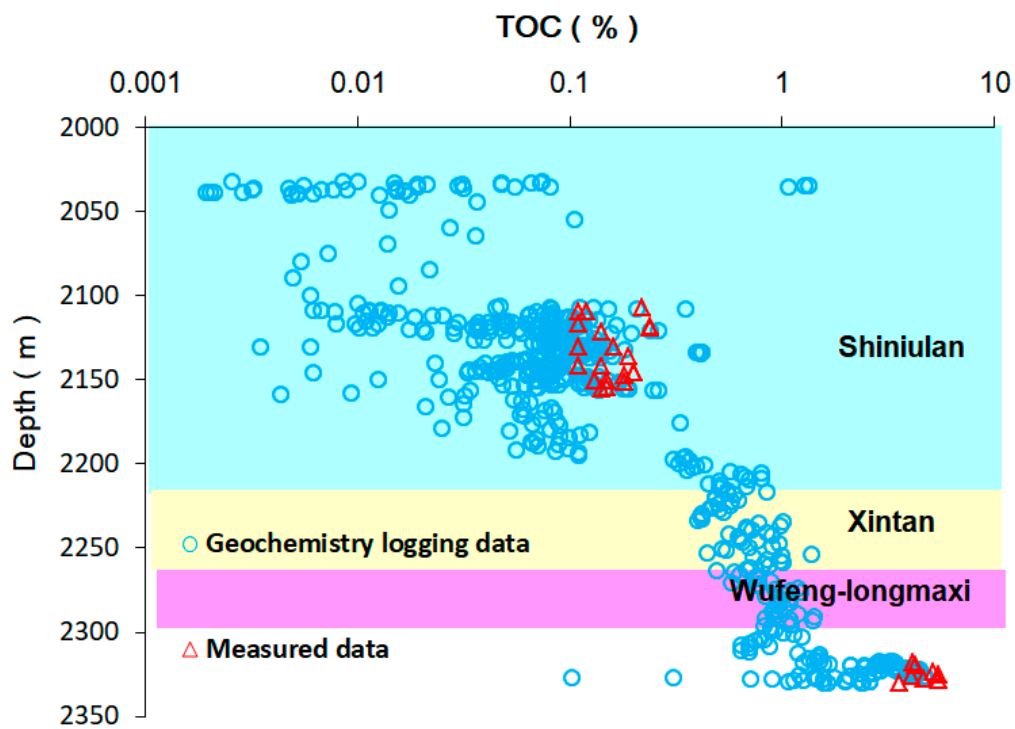 TOC ( % )
0.001 0.01 0.1 1 10
2000
2050
2100
2150
2200
2250
2300
2350
Depth ( m )
Shiniulan
Xintan
Geochemistry logging data
Wufeng-longmaxi
Measured data